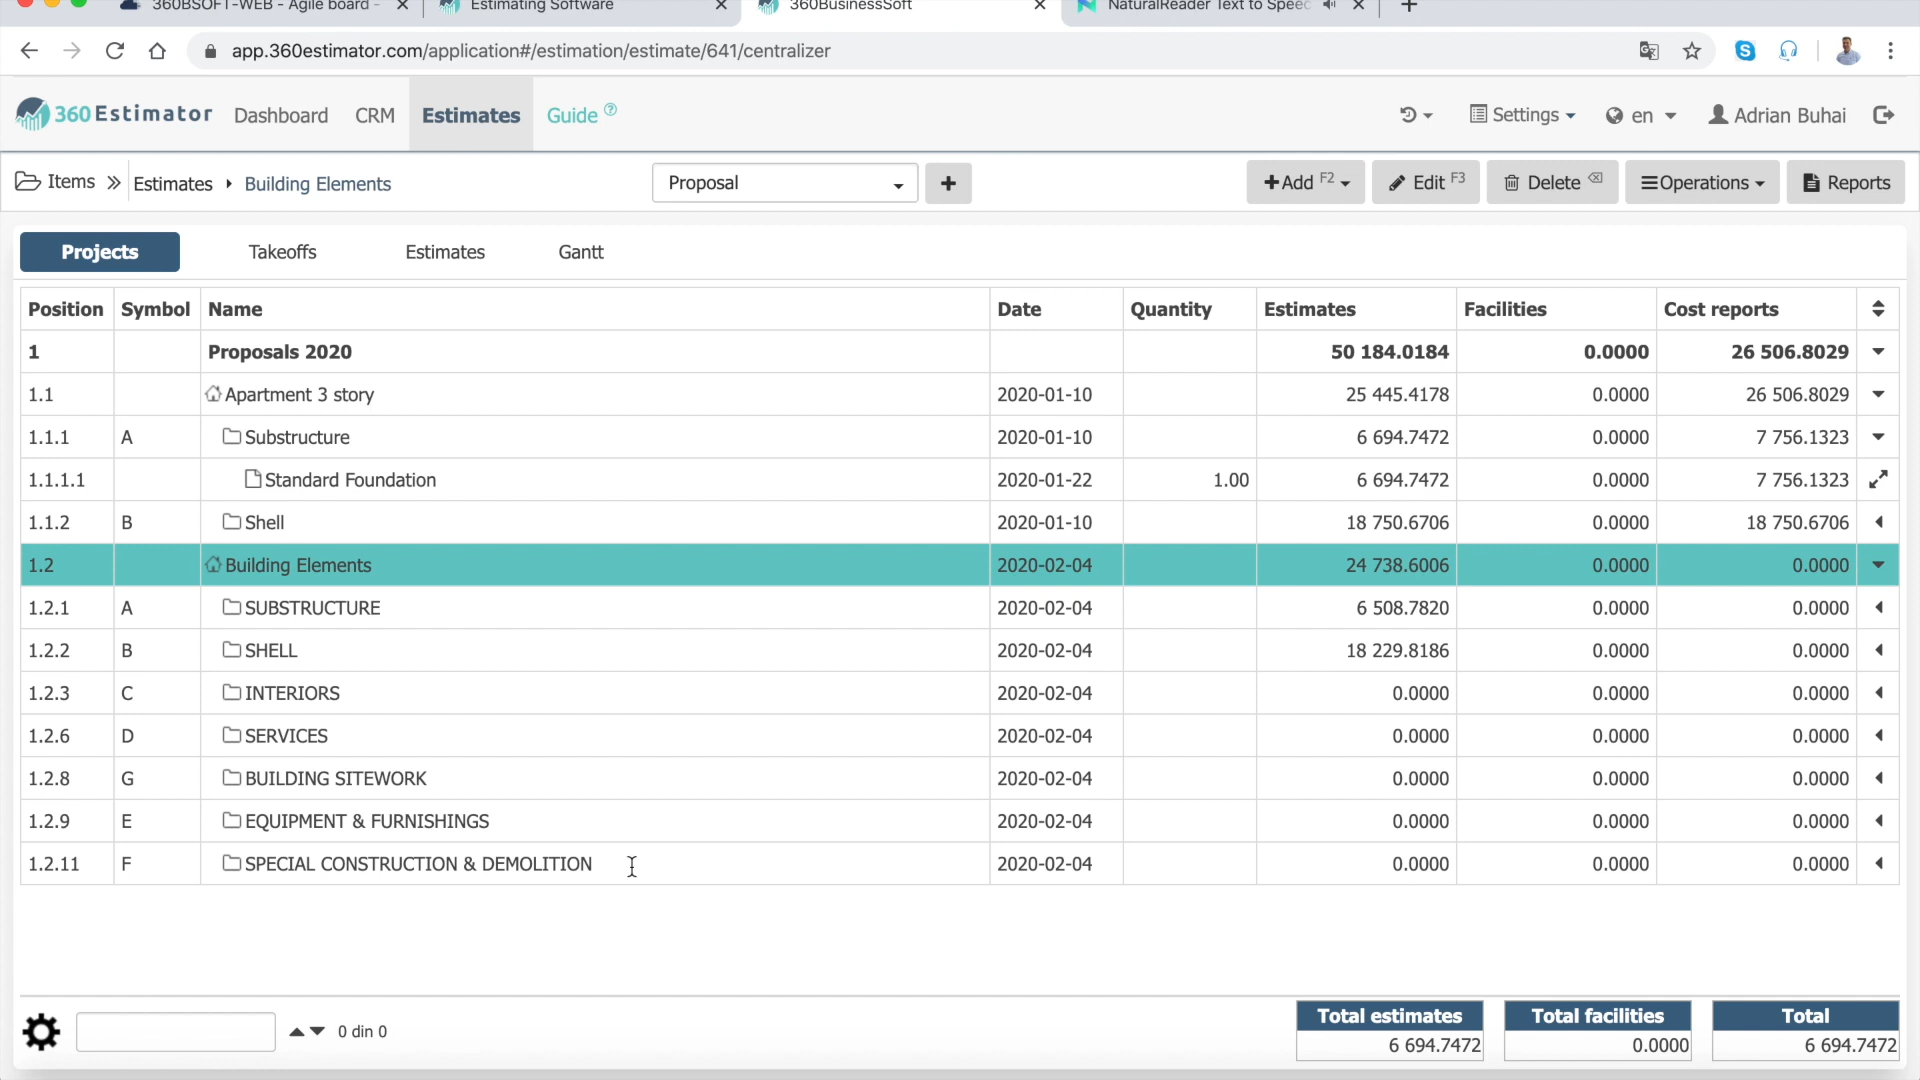 360BSOFT-WEB - Agile board -
Estimating Software
360BusinessSoft
NaturalReader Text to Speec
app.360estimator.com/application#/estimation/estimate/641/centralizer
360Estimator
Dashboard
CRM
Estimates
Guide ?
Settings
en
Adrian Buhai
Items » Estimates Building Elements
Proposal
+
+Add F2
Edit F3
Delete
Operations
Reports
Projects
Takeoffs
Estimates
Gantt
Position Symbol Name Date Quantity Estimates Facilities Cost reports
1 Proposals 2020 50 184.0184 0.0000 26 506.8029
1.1 Apartment 3 story 2020-01-10 25 445.4178 0.0000 26 506.8029
1.1.1 A Substructure 2020-01-10 6 694.7472 0.0000 7 756.1323
1.1.1.1 Standard Foundation 2020-01-22 1.00 6 694.7472 0.0000 7 756.1323
1.1.2 B Shell 2020-01-10 18 750.6706 0.0000 18 750.6706
1.2 Building Elements 2020-02-04 24 738.6006 0.0000 0.0000
1.2.1 A SUBSTRUCTURE 2020-02-04 6 508.7820 0.0000 0.0000
1.2.2 B SHELL 2020-02-04 18 229.8186 0.0000 0.0000
1.2.3 C INTERIORS 2020-02-04 0.0000 0.0000 0.0000
1.2.6 D SERVICES 2020-02-04 0.0000 0.0000 0.0000
1.2.8 G BUILDING SITEWORK 2020-02-04 0.0000 0.0000 0.0000
1.2.9 E EQUIPMENT & FURNISHINGS 2020-02-04 0.0000 0.0000 0.0000
1.2.11 F SPECIAL CONSTRUCTION & DEMOLITION 2020-02-04 0.0000 0.0000 0.0000
0 din 0
Total estimates Total facilities Total
6 694.7472 0.0000 6 694.7472